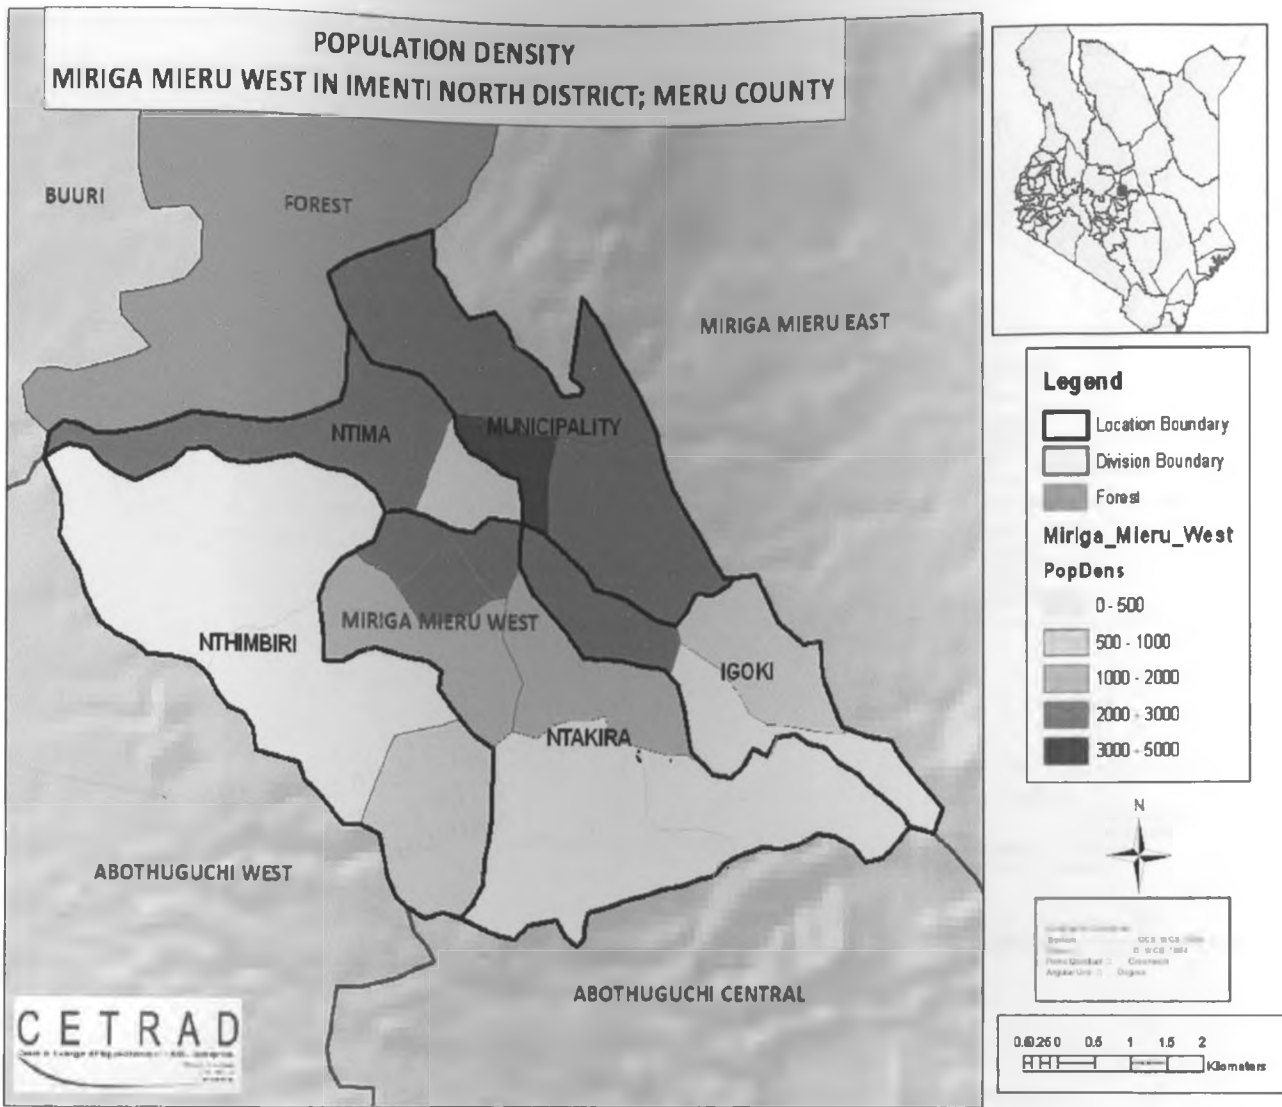 POPULATION DENSITY
MIRIGA MIERU WEST IN IMENTI NORTH DISTRICT; MERU COUNTY
BUURI
FOREST
MIRIGA MIERU EAST
NTIMA
MUNICIPALITY
MIRIGA MIERU WEST
NTHIMBIRI
IGOKI
NTAKIRA
ABOTHUGUCHI WEST
ABOTHUGUCHI CENTRAL
CETRAD
Legend
Location Boundary
Division Boundary
Forest
Miriga_Mieru_West
PopDens
0 - 500
500 - 1000
1000 - 2000
2000 - 3000
3000 - 5000
N
0 0.5 1 1.5 2
Kilometers